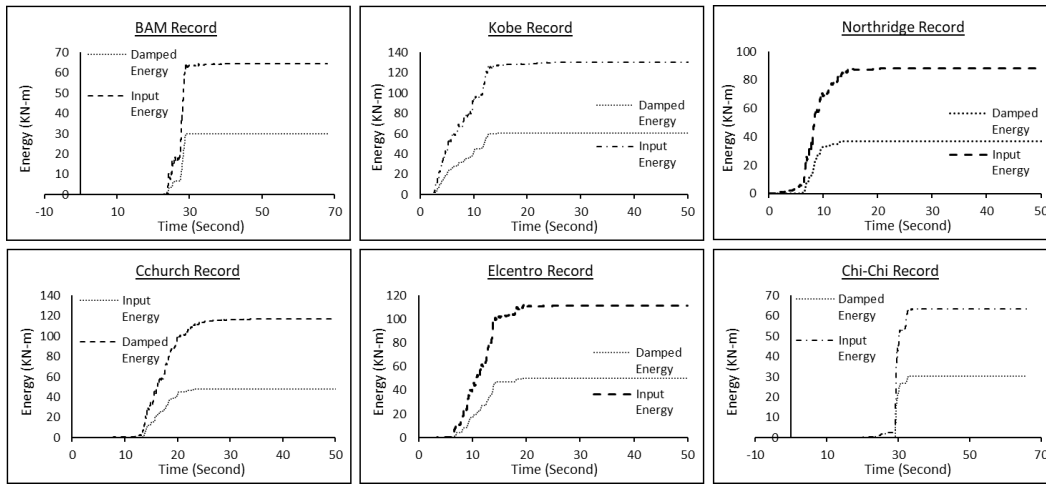 BAM Record
Energy (KN-m)
70
60
50
40
30
20
10
0
-10 10 30 50 70
Time (Second)
Damped
Energy
Input
Energy
Kobe Record
Energy (KN-m)
140
120
100
80
60
40
20
0
0 10 20 30 40 50
Time (Second)
Damped
Energy
Input
Energy
Northridge Record
Energy (KN-m)
100
80
60
40
20
0
0 10 20 30 40 50
Time (Second)
Damped
Energy
Input
Energy
Cchurch Record
Energy (KN-m)
140
120
100
80
60
40
20
0
0 10 20 30 40 50
Time (Second)
Input
Energy
Damped
Energy
Elcentro Record
Energy (KN-m)
120
100
80
60
40
20
0
0 10 20 30 40 50
Time (Second)
Damped
Energy
Input
Energy
Chi-Chi Record
Energy (KN-m)
70
60
50
40
30
20
10
0
-10 10 30 50 70
Time (Second)
Damped
Energy
Input
Energy